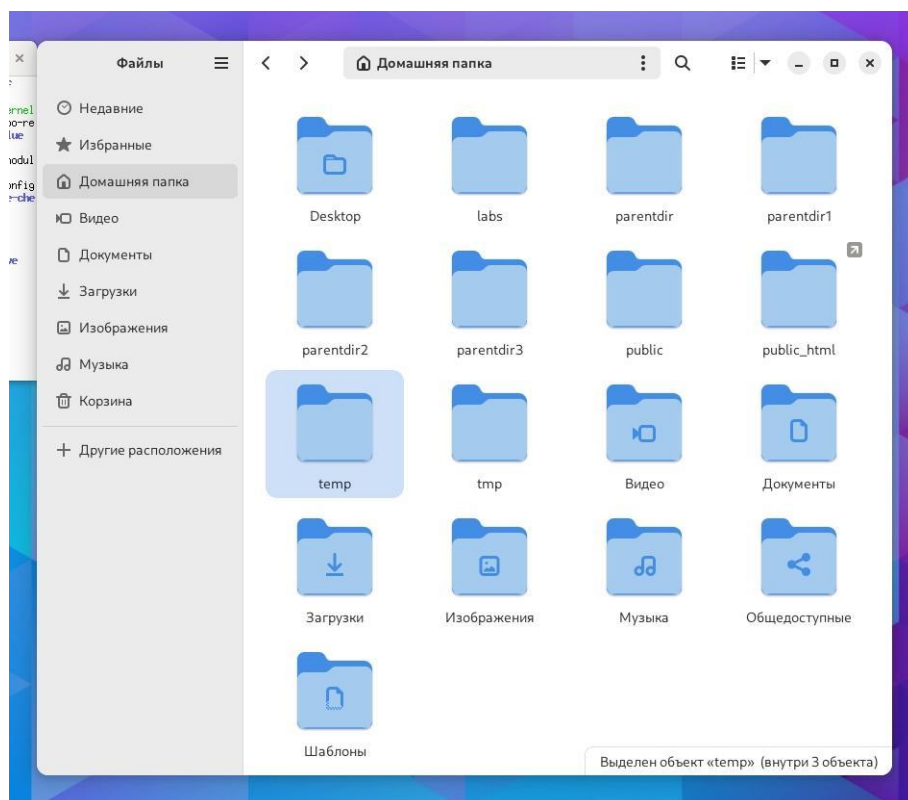 Файлы
Домашняя папка
Недавние
Избранные
Домашняя папка
Видео
Документы
Загрузки
Изображения
Музыка
Корзина
Другие расположения
Desktop labs parentdir parentdir1
parentdir2 parentdir3 public public_html
temp tmp Видео Документы
Загрузки Изображения Музыка Общедоступные
Шаблоны
Выделен объект «temp» (внутри 3 объекта)